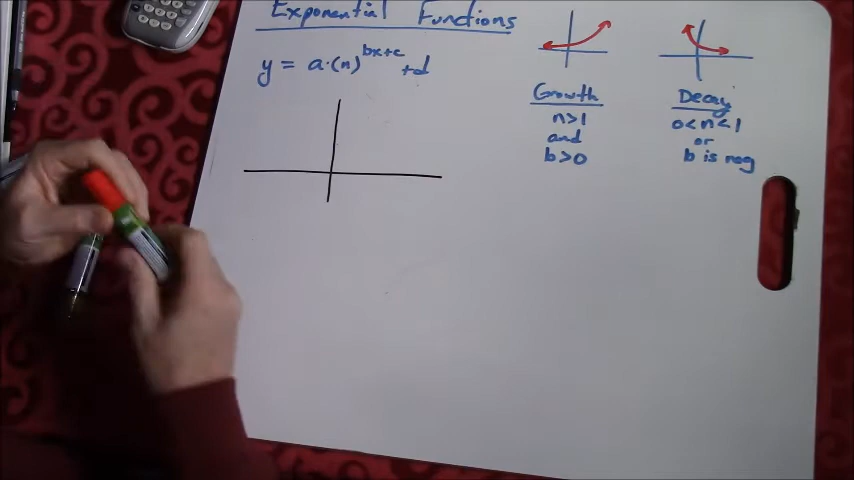 Exponential Functions
y = a·(n)^bx+c +d
Growth
n>1
and
b>0
Decay
0<n<1
or
b is neg